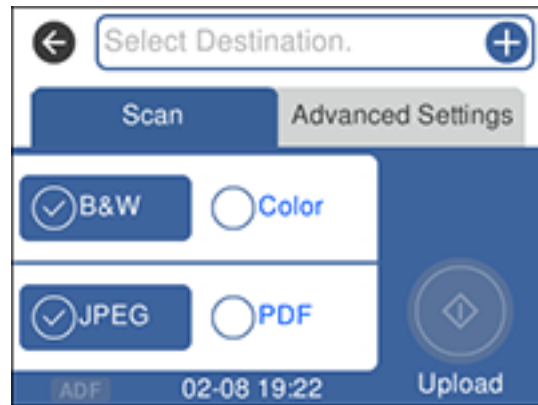 Select Destination.
Scan Advanced Settings
B&W Color
JPEG PDF
ADF 02-08 19:22 Upload